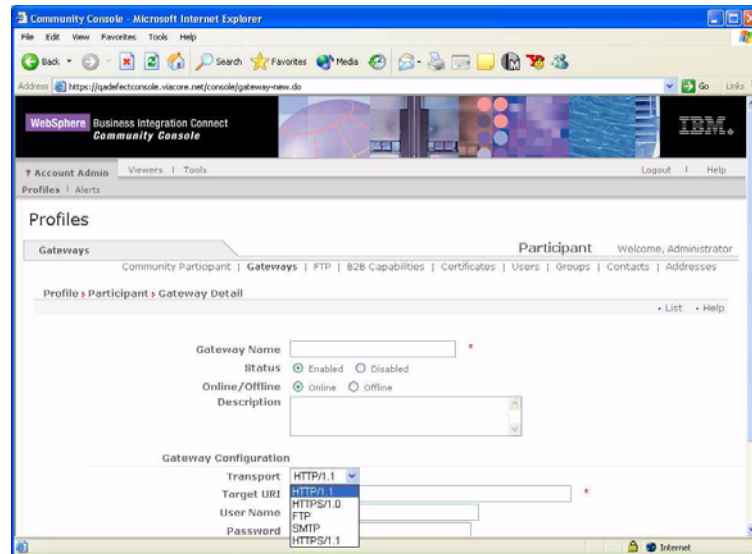 Community Console - Microsoft Internet Explorer
File Edit View Favorites Tools Help
Back Search Favorites Media
Address https://qadefectconsole.viacore.net/console/gateway-new.do Go Links
WebSphere Business Integration Connect
Community Console
IBM
Account Admin Viewers | Tools Logout | Help
Profiles | Alerts
Profiles
Gateways Participant Welcome, Administrator
Community Participant | Gateways | FTP | B2B Capabilities | Certificates | Users | Groups | Contacts | Addresses
Profile › Participant › Gateway Detail
• List • Help
Gateway Name *
Status Enabled Disabled
Online/Offline Online Offline
Description
Gateway Configuration
Transport HTTP/1.1
HTTP/1.1
Target URI *
HTTPS/1.0
User Name
FTP
SMTP
Password
HTTPS/1.1
Internet